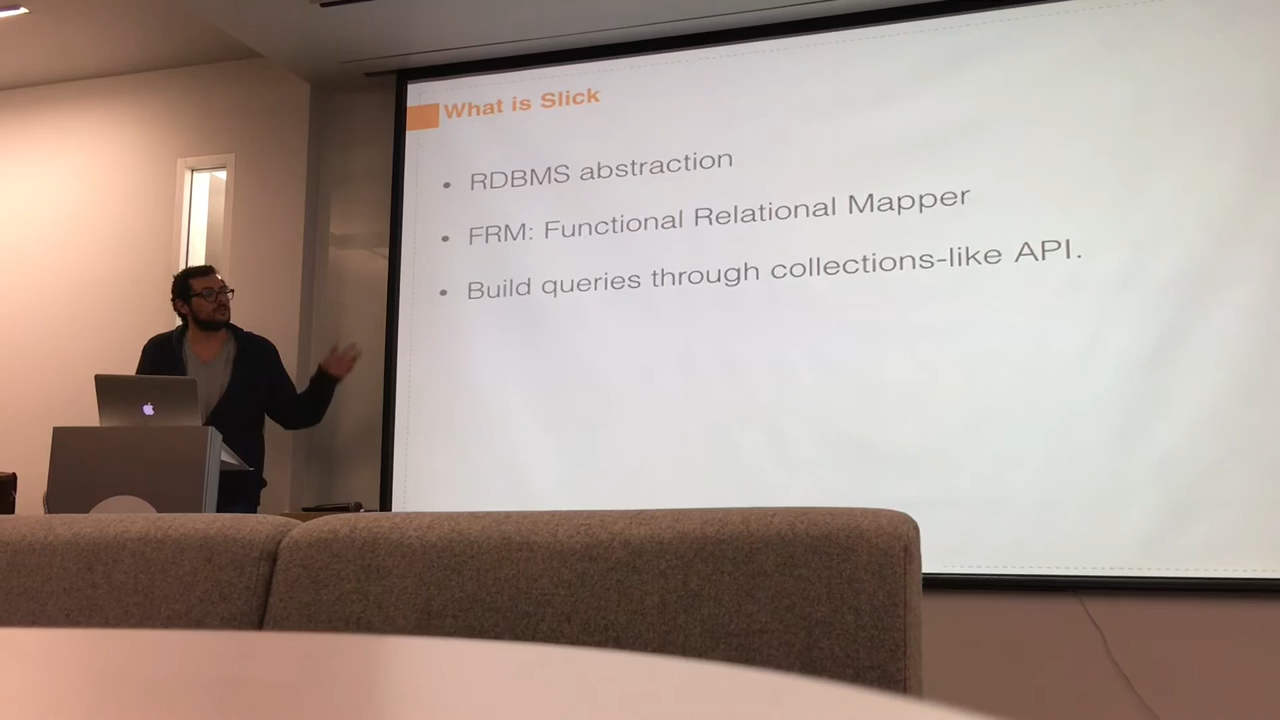 What is Slick
• RDBMS abstraction
• FRM: Functional Relational Mapper
• Build queries through collections-like API.